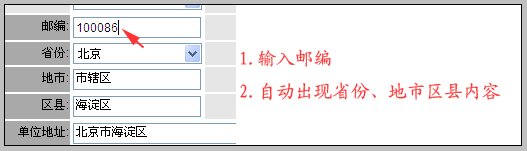 邮编: 100086
省份: 北京
地市: 市辖区
区县: 海淀区
单位地址: 北京市海淀区
1.输入邮编
2.自动出现省份、地市区县内容